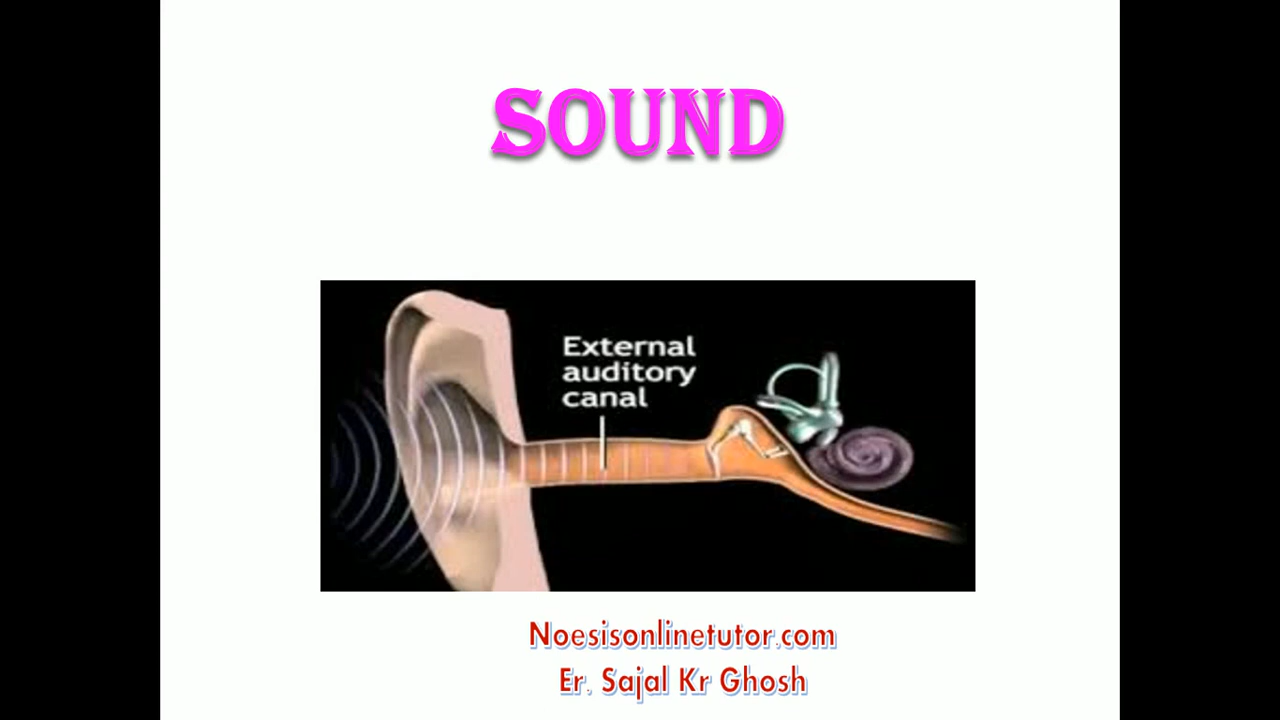 SOUND
External
auditory
canal
Noesisonlinetutor.com
Er. Sajal Kr Ghosh